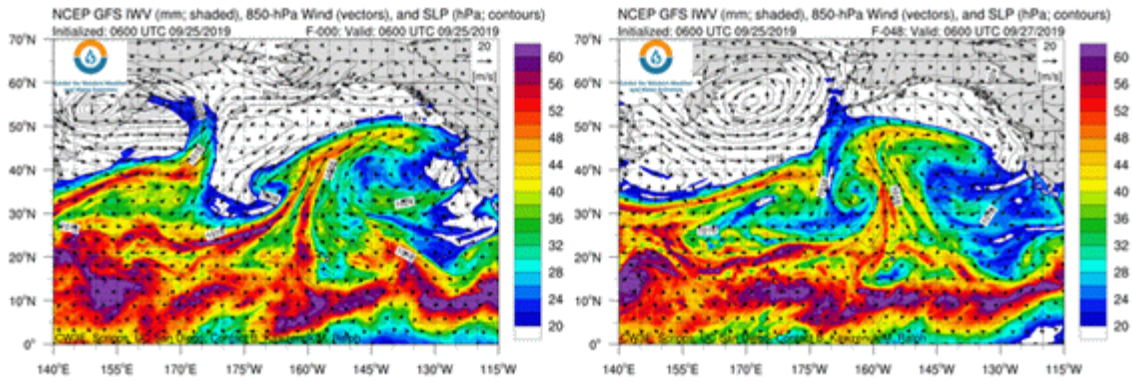 NCEP GFS IWV (mm; shaded), 850-hPa Wind (vectors), and SLP (hPa; contours)
Initialized: 0600 UTC 09/25/2019 F-000: Valid: 0600 UTC 09/25/2019
70°N
60°N
50°N
40°N
30°N
20°N
10°N
0°
20
[m/s]
60
56
52
48
44
40
36
32
28
24
20
140°E 155°E 170°E 175°W 160°W 145°W 130°W 115°W
NCEP GFS IWV (mm; shaded), 850-hPa Wind (vectors), and SLP (hPa; contours)
Initialized: 0600 UTC 09/25/2019 F-048: Valid: 0600 UTC 09/27/2019
70°N
60°N
50°N
40°N
30°N
20°N
10°N
0°
20
[m/s]
60
56
52
48
44
40
36
32
28
24
20
140°E 155°E 170°E 175°W 160°W 145°W 130°W 115°W